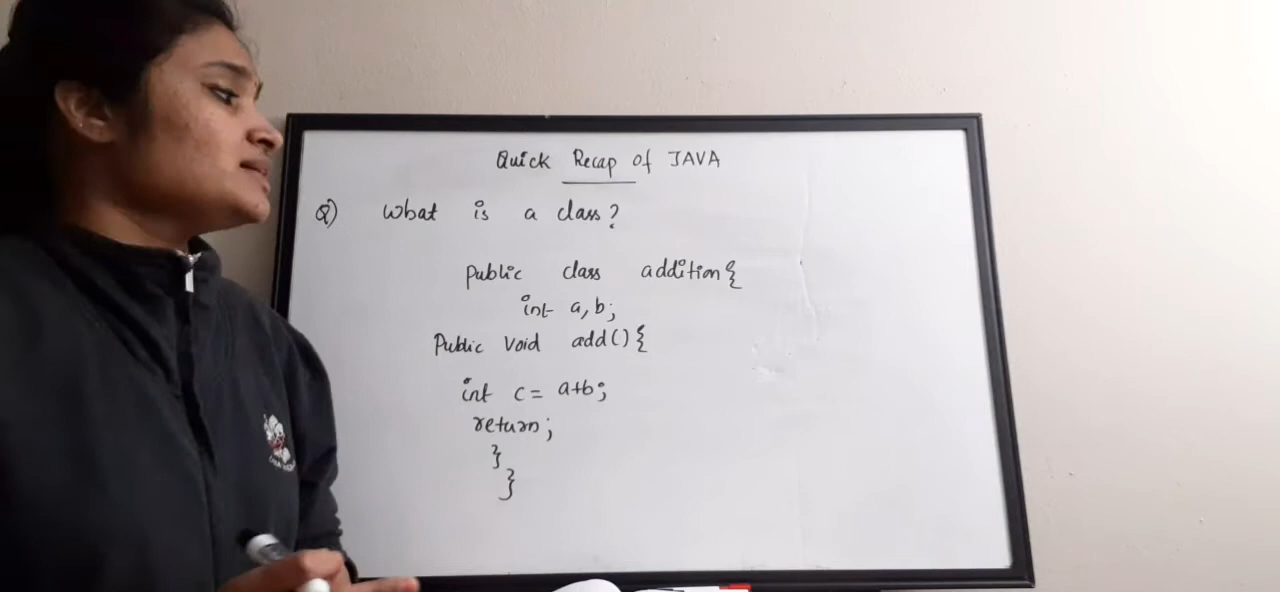 Quick Recap of JAVA
Q) What is a class?
public class addition{
int a,b;
Public void add(){
int c = a+b;
return;
}
}